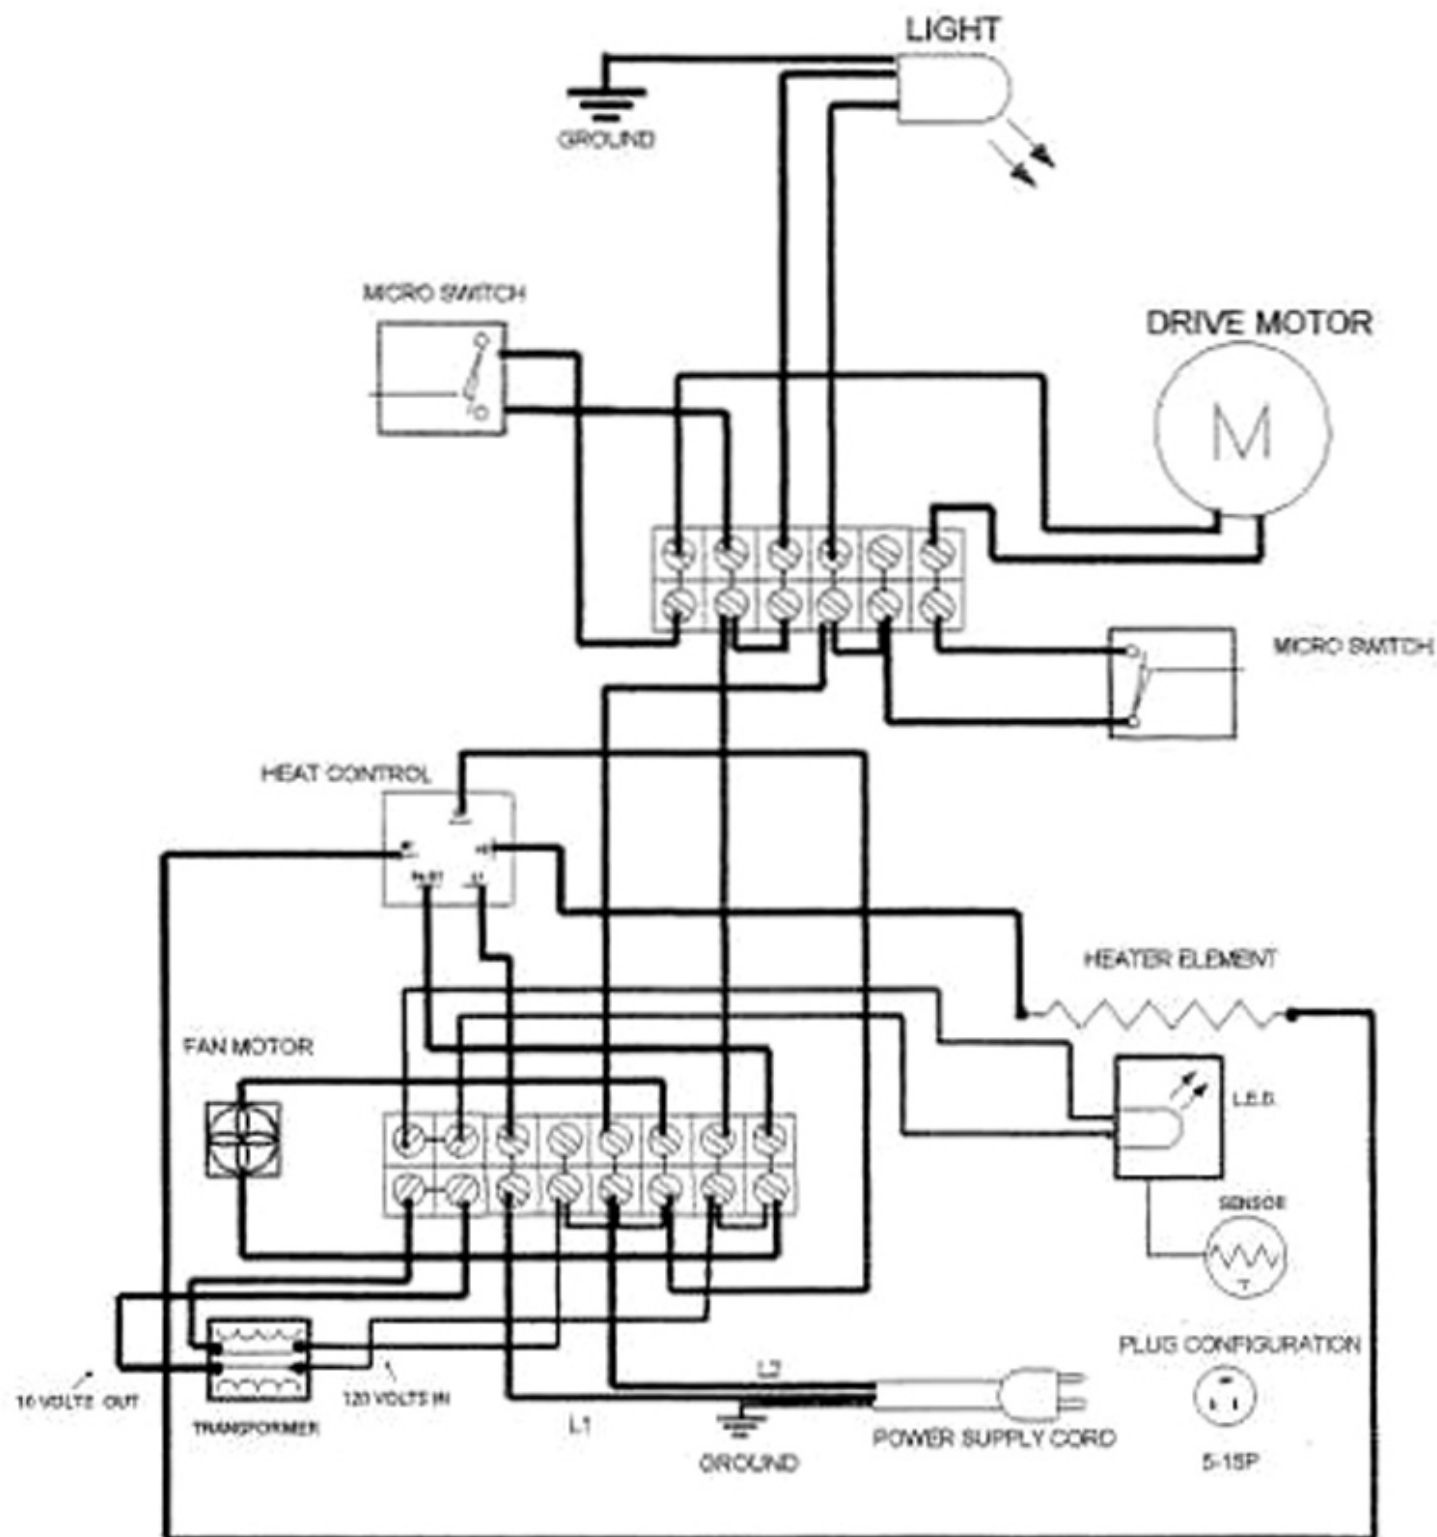 LIGHT
GROUND
MICRO SWITCH
DRIVE MOTOR
M
MICRO SWITCH
HEAT CONTROL
HEATER ELEMENT
FAN MOTOR
L.E.D.
SENSOR
T
PLUG CONFIGURATION
120 VOLTS IN
VOLTS OUT
TRANSFORMER
L2
L1
GROUND
POWER SUPPLY CORD
5-15P